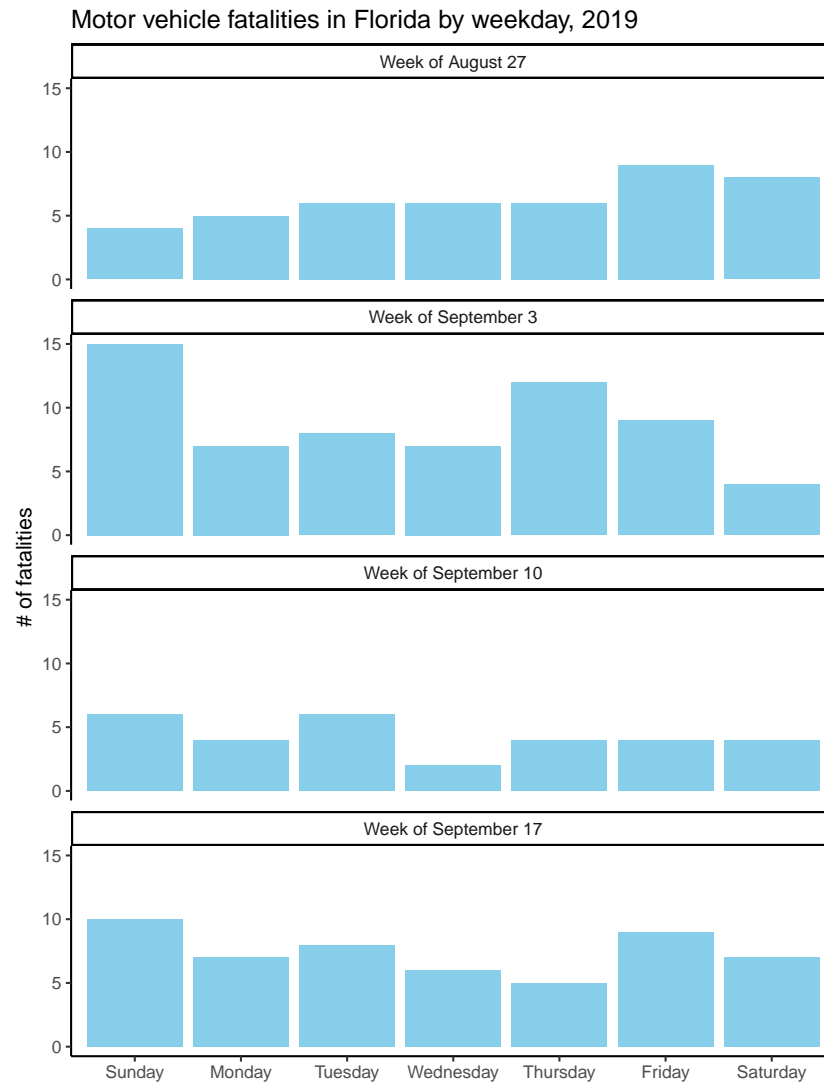 Motor vehicle fatalities in Florida by weekday, 2019
Week of August 27
15
10
5
0
Week of September 3
15
10
5
0
# of fatalities
Week of September 10
15
10
5
0
Week of September 17
15
10
5
0
Sunday Monday Tuesday Wednesday Thursday Friday Saturday